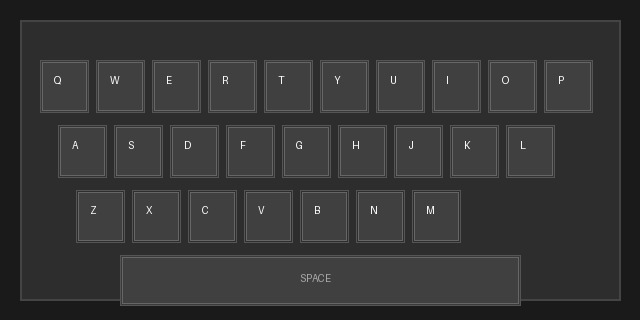 Q W E R T Y U I O P
A S D F G H J K L
Z X C V B N M
SPACE